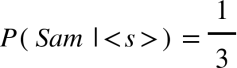 P( Sam | <s> ) = 1/3